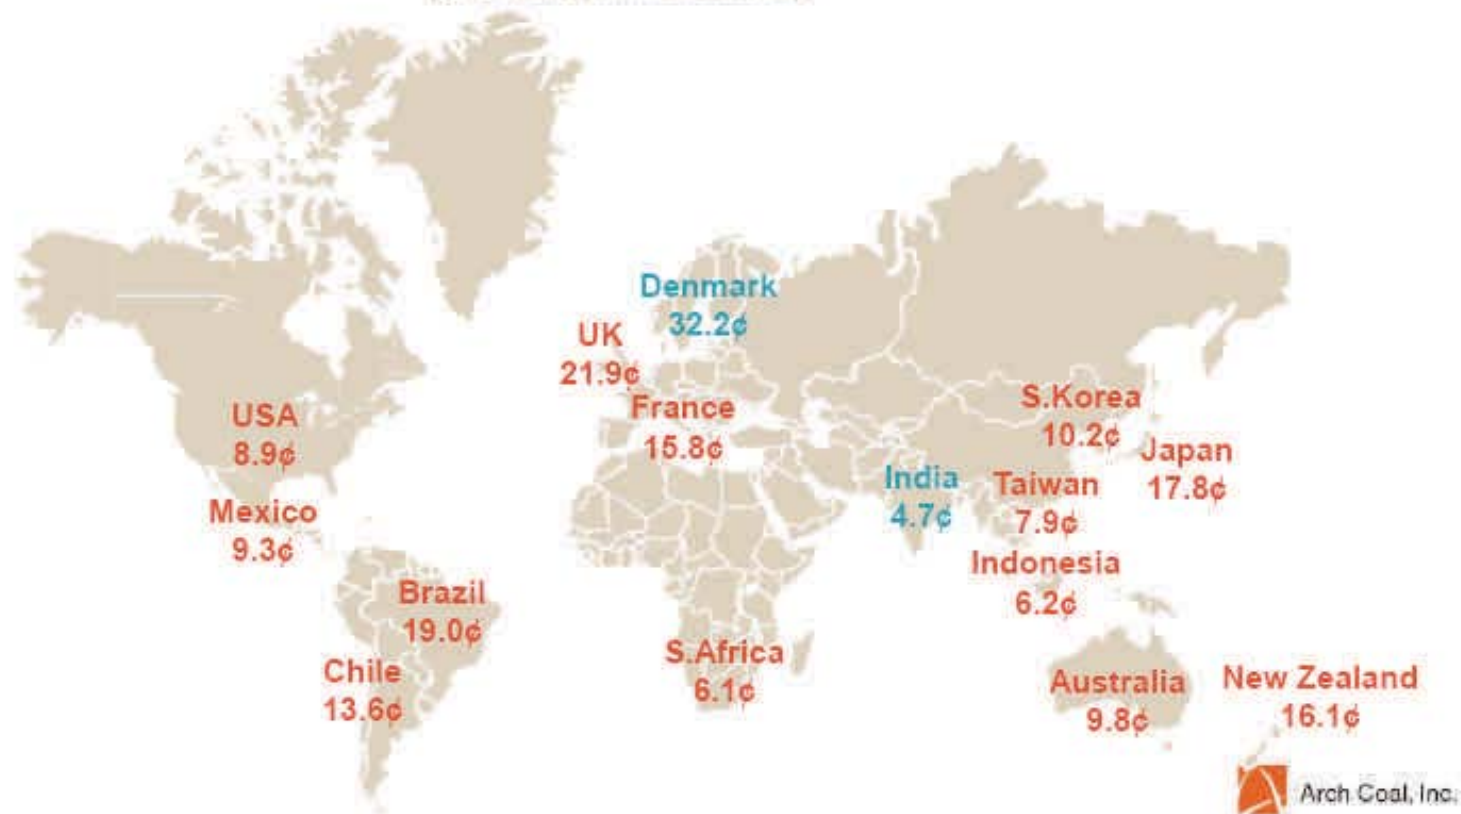 Denmark
32.2¢
UK
21.9¢
France
15.8¢
USA
8.9¢
Mexico
9.3¢
S.Korea
10.2¢
Japan
17.8¢
India
4.7¢
Taiwan
7.9¢
Indonesia
6.2¢
Brazil
19.0¢
Chile
13.6¢
S.Africa
6.1¢
Australia
9.8¢
New Zealand
16.1¢
Arch Coal, Inc.